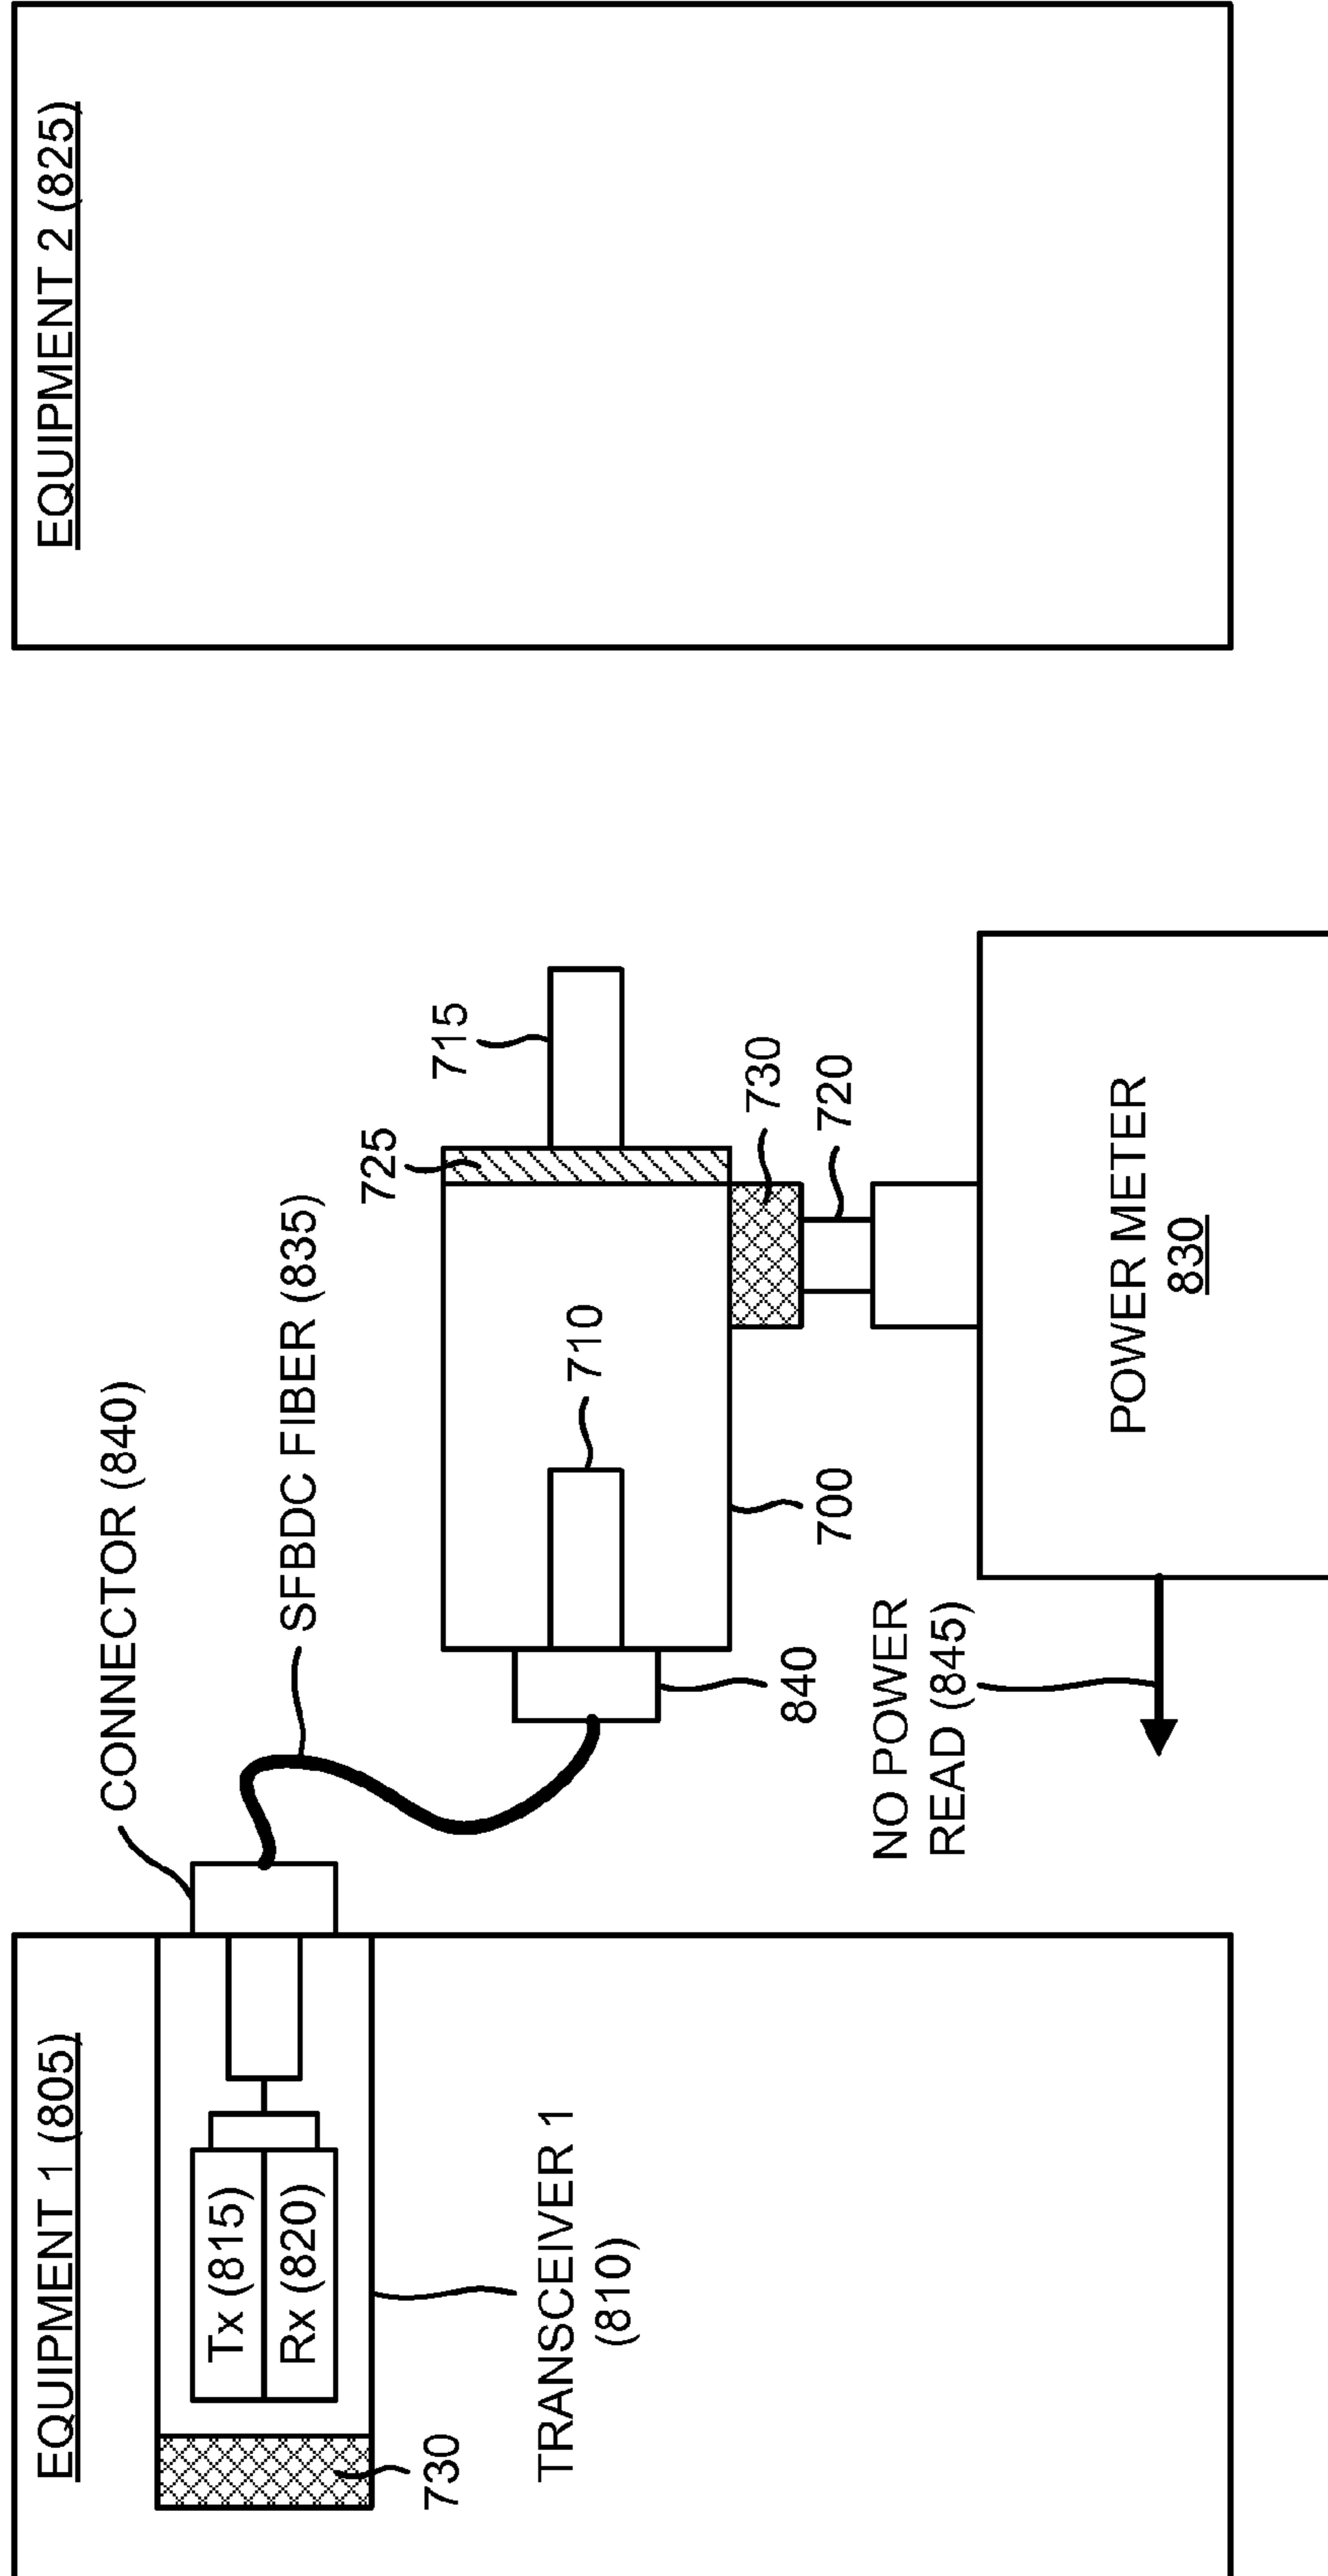 EQUIPMENT 1 (805)
730
Tx (815)
Rx (820)
TRANSCEIVER 1
(810)
CONNECTOR (840)
SFBDC FIBER (835)
840
710
700
725
715
730
720
NO POWER
READ (845)
POWER METER
830
EQUIPMENT 2 (825)